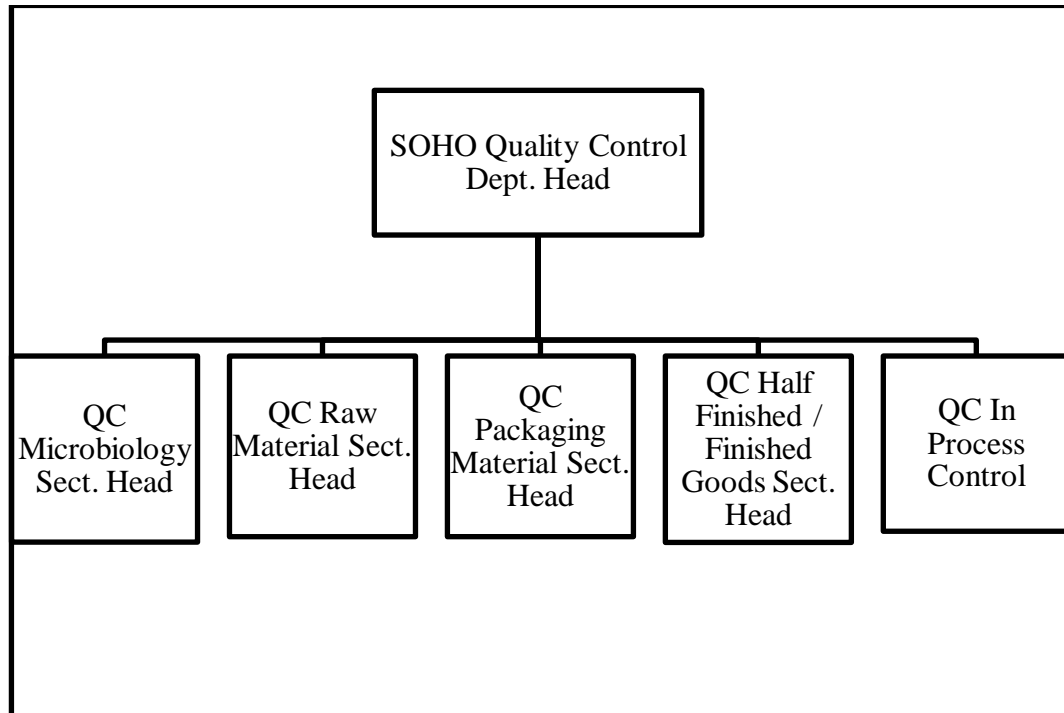 SOHO Quality Control
Dept. Head
QC
Microbiology
Sect. Head
QC Raw
Material Sect.
Head
QC
Packaging
Material Sect.
Head
QC Half
Finished /
Finished
Goods Sect.
Head
QC In
Process
Control